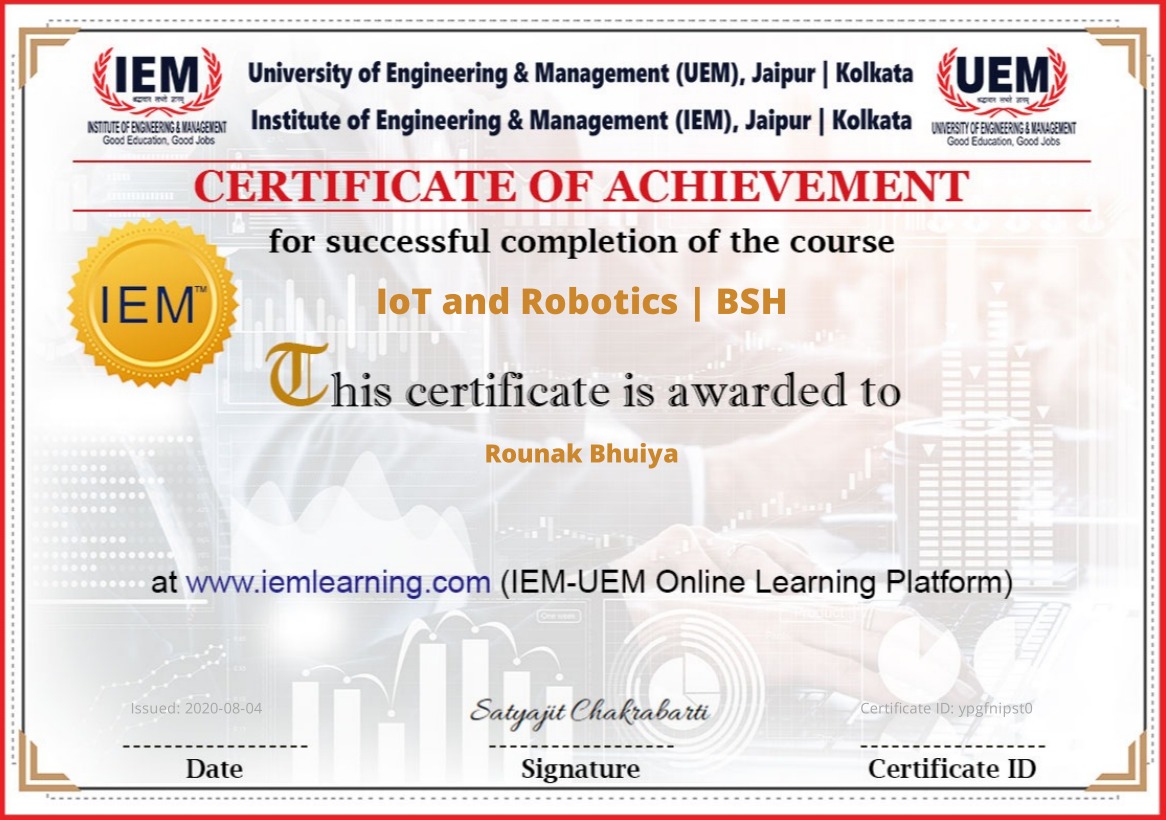 IEM
INSTITUTE OF ENGINEERING & MANAGEMENT
Good Education, Good Jobs
University of Engineering & Management (UEM), Jaipur | Kolkata
Institute of Engineering & Management (IEM), Jaipur | Kolkata
UEM
UNIVERSITY OF ENGINEERING & MANAGEMENT
Good Education, Good Jobs
CERTIFICATE OF ACHIEVEMENT
for successful completion of the course
IEM™
IoT and Robotics | BSH
This certificate is awarded to
Rounak Bhuiya
at www.iemlearning.com (IEM-UEM Online Learning Platform)
Issued: 2020-08-04
Satyajit Chakrabarti
Certificate ID: ypgfnipst0
Date
Signature
Certificate ID